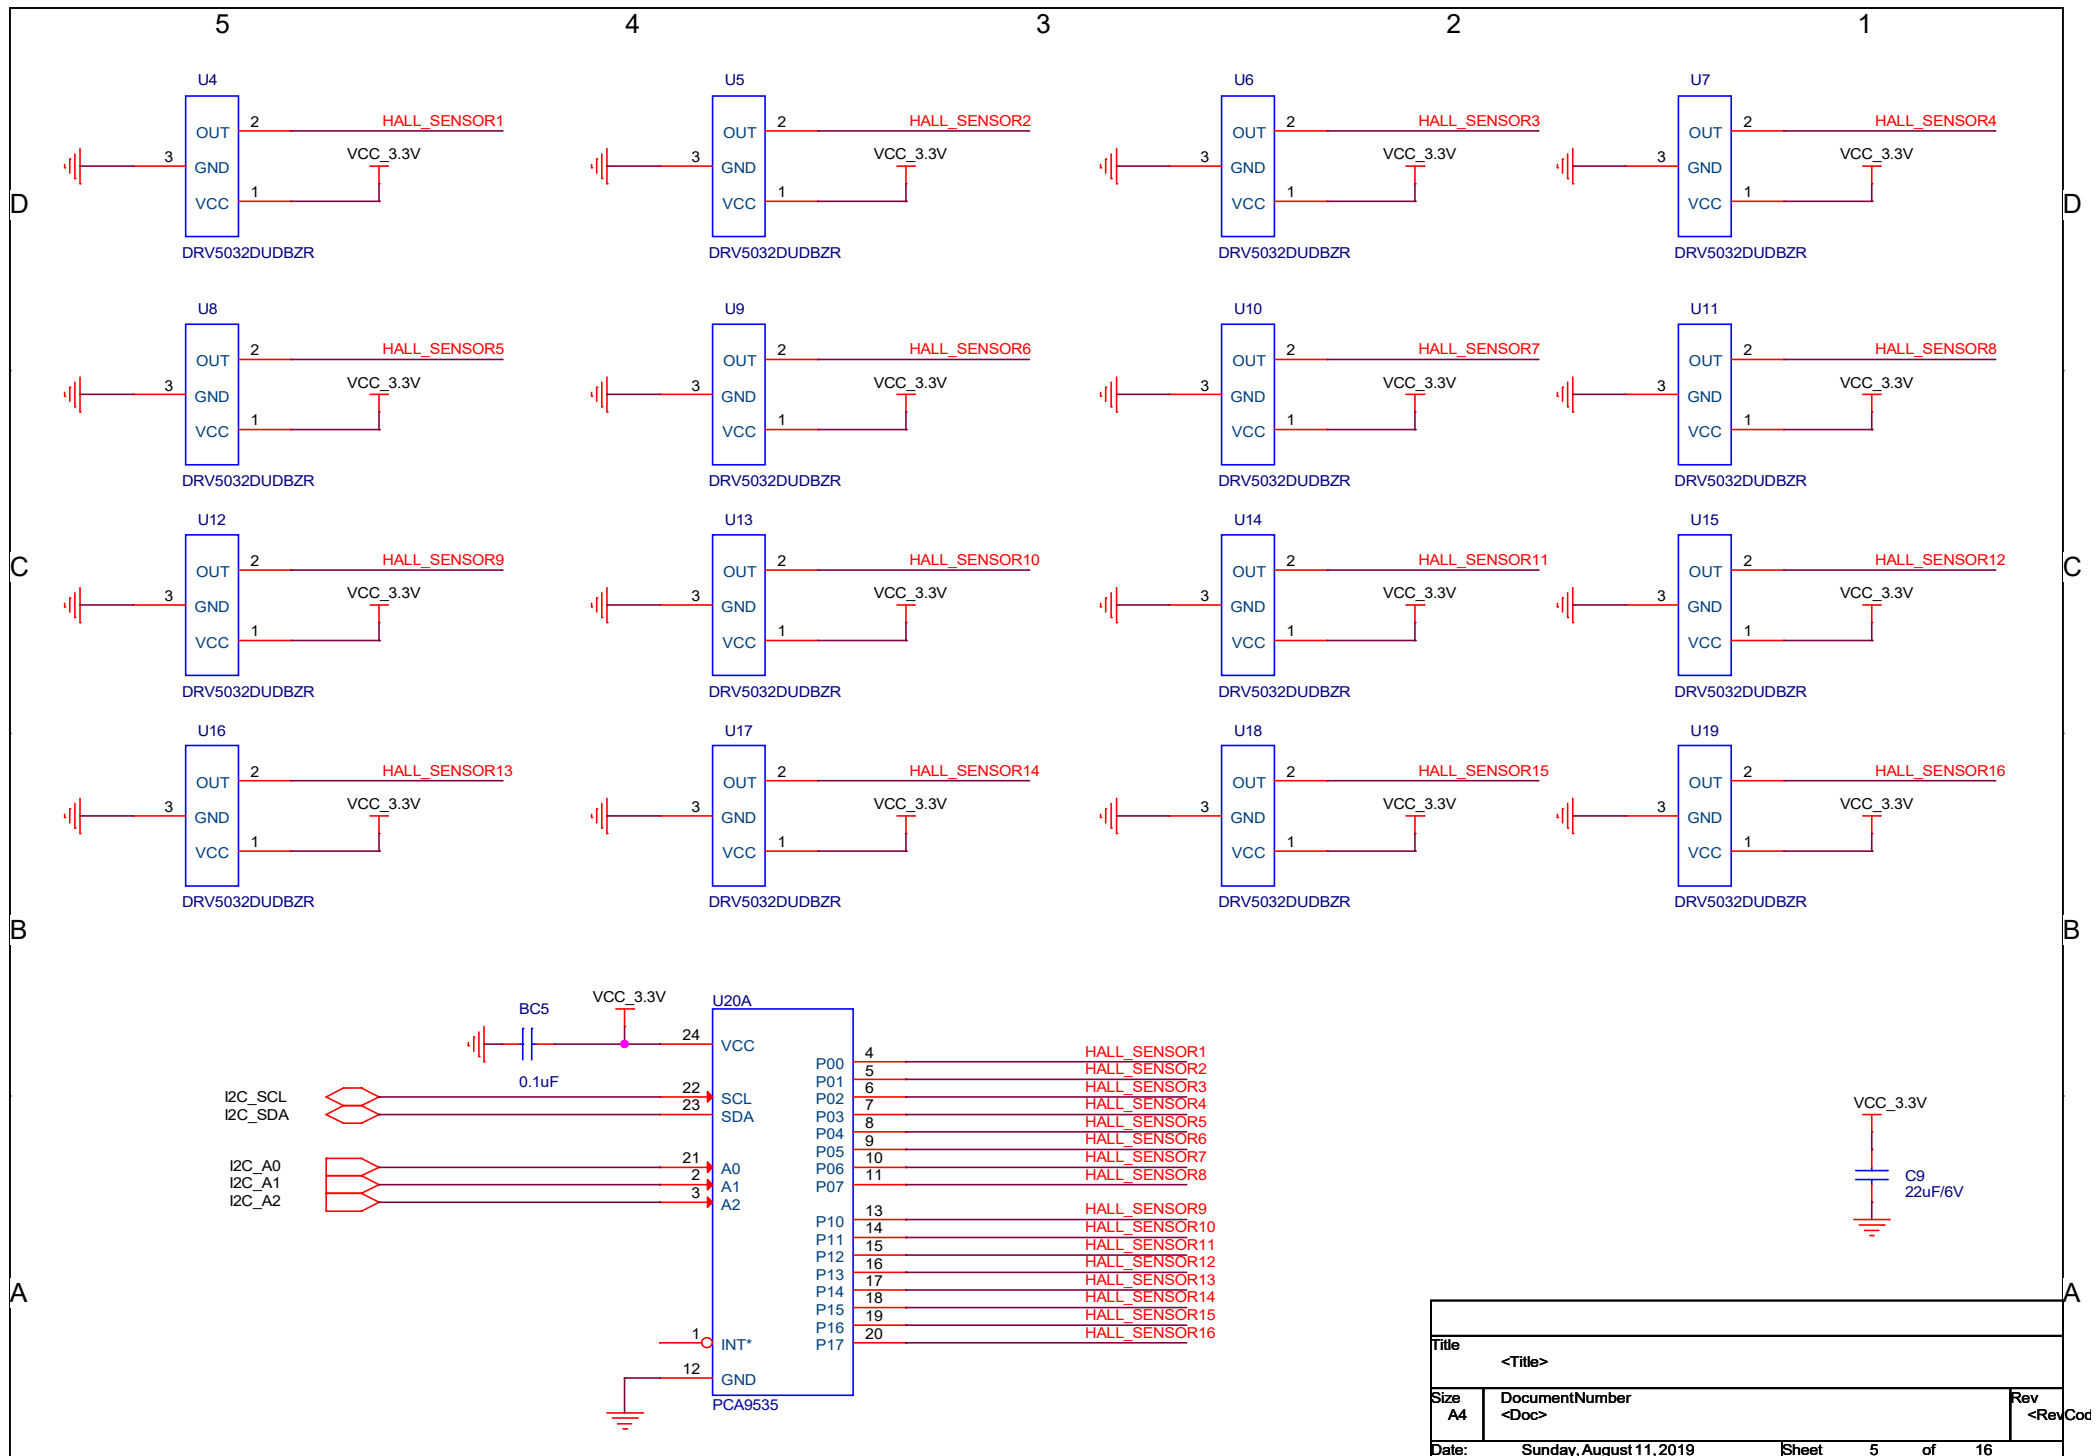 5 4 3 2 1
U4 U5 U6 U7
OUT 2 HALL_SENSOR1 OUT 2 HALL_SENSOR2 OUT 2 HALL_SENSOR3 OUT 2 HALL_SENSOR4
VCC_3.3V VCC_3.3V VCC_3.3V VCC_3.3V
3 GND 3 GND 3 GND 3 GND
D VCC 1 VCC 1 VCC 1 VCC 1 D
DRV5032DUDBZR DRV5032DUDBZR DRV5032DUDBZR DRV5032DUDBZR
U8 U9 U10 U11
OUT 2 HALL_SENSOR5 OUT 2 HALL_SENSOR6 OUT 2 HALL_SENSOR7 OUT 2 HALL_SENSOR8
VCC_3.3V VCC_3.3V VCC_3.3V VCC_3.3V
3 GND 3 GND 3 GND 3 GND
VCC 1 VCC 1 VCC 1 VCC 1
DRV5032DUDBZR DRV5032DUDBZR DRV5032DUDBZR DRV5032DUDBZR
U12 U13 U14 U15
C OUT 2 HALL_SENSOR9 OUT 2 HALL_SENSOR10 OUT 2 HALL_SENSOR11 OUT 2 HALL_SENSOR12 C
VCC_3.3V VCC_3.3V VCC_3.3V VCC_3.3V
3 GND 3 GND 3 GND 3 GND
VCC 1 VCC 1 VCC 1 VCC 1
DRV5032DUDBZR DRV5032DUDBZR DRV5032DUDBZR DRV5032DUDBZR
U16 U17 U18 U19
OUT 2 HALL_SENSOR13 OUT 2 HALL_SENSOR14 OUT 2 HALL_SENSOR15 OUT 2 HALL_SENSOR16
VCC_3.3V VCC_3.3V VCC_3.3V VCC_3.3V
3 GND 3 GND 3 GND 3 GND
VCC 1 VCC 1 VCC 1 VCC 1
DRV5032DUDBZR DRV5032DUDBZR DRV5032DUDBZR DRV5032DUDBZR
B B
BC5 VCC_3.3V U20A
24 VCC
0.1uF
I2C_SCL 22 SCL
I2C_SDA 23 SDA
I2C_A0 21 A0
I2C_A1 2 A1
I2C_A2 3 A2
1 INT*
12 GND
PCA9535
P00 4 HALL_SENSOR1
P01 5 HALL_SENSOR2
P02 6 HALL_SENSOR3
P03 7 HALL_SENSOR4
P04 8 HALL_SENSOR5
P05 9 HALL_SENSOR6
P06 10 HALL_SENSOR7
P07 11 HALL_SENSOR8
P10 13 HALL_SENSOR9
P11 14 HALL_SENSOR10
P12 15 HALL_SENSOR11
P13 16 HALL_SENSOR12
P14 17 HALL_SENSOR13
P15 18 HALL_SENSOR14
P16 19 HALL_SENSOR15
P17 20 HALL_SENSOR16
VCC_3.3V
C9
22uF/6V
A A
Title
<Title>
Size DocumentNumber Rev
A4 <Doc> <RevCod
Date: Sunday, August 11, 2019 Sheet 5 of 16